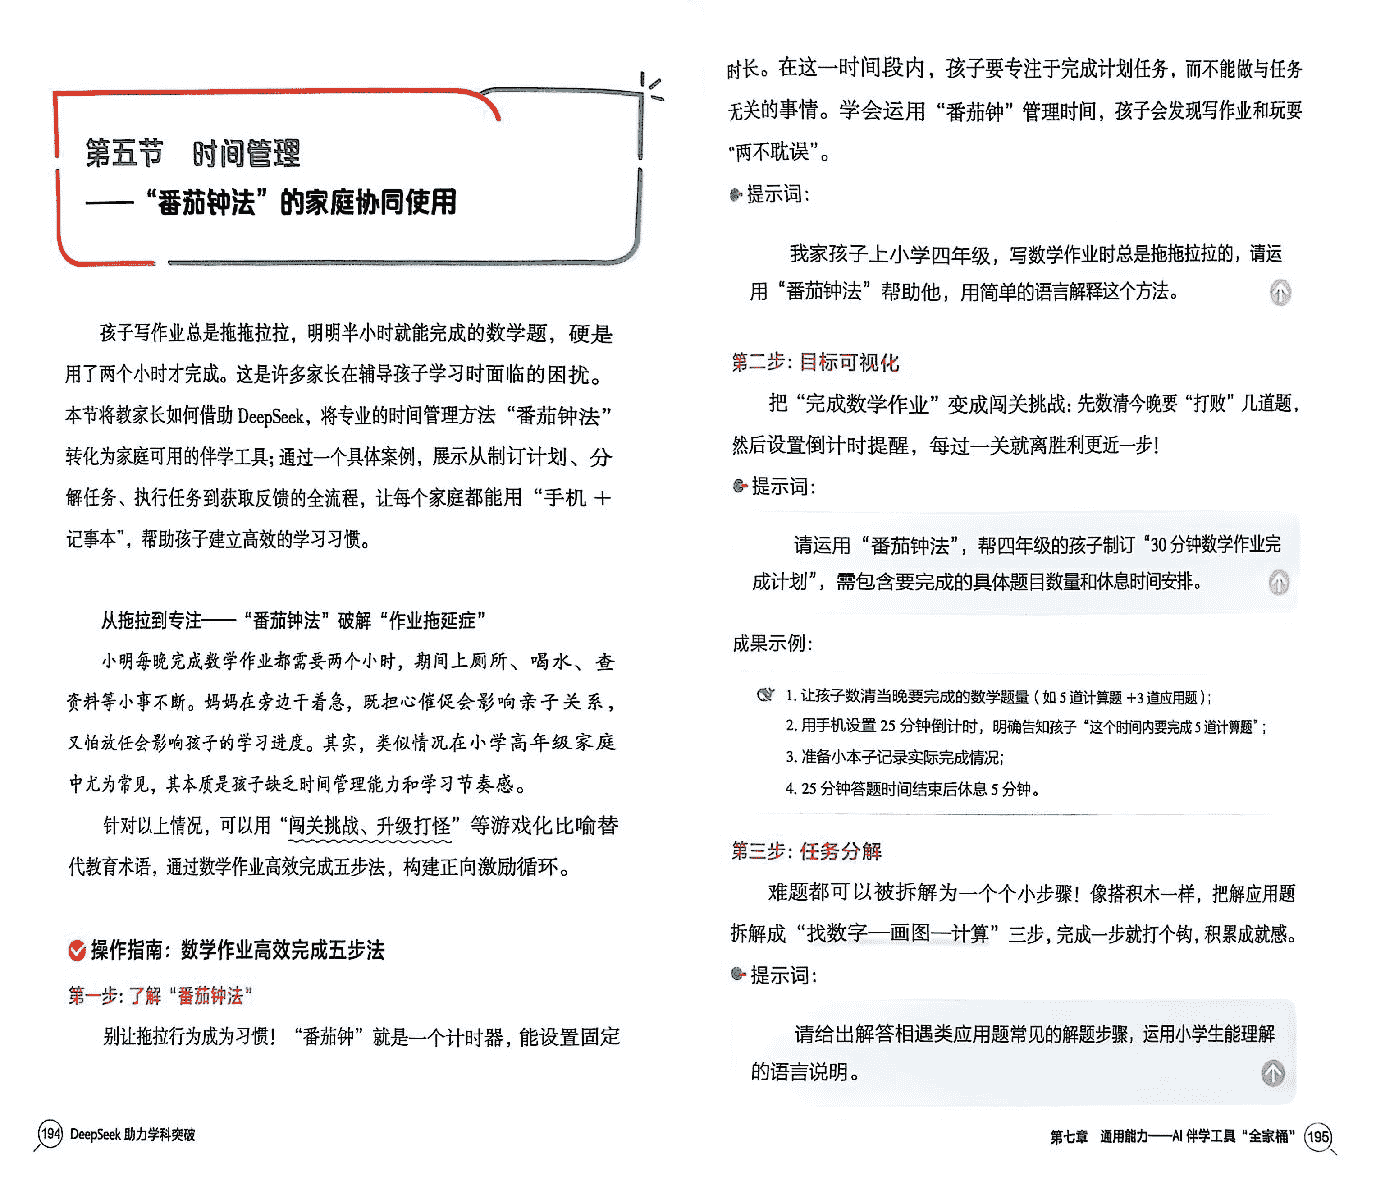 第五节 时间管理
——“番茄钟法”的家庭协同使用
孩子写作业总是拖拖拉拉，明明半小时就能完成的数学题，硬是
用了两个小时才完成。这是许多家长在辅导孩子学习时面临的困扰。
本节将教家长如何借助 DeepSeek，将专业的时间管理方法“番茄钟法”
转化为家庭可用的伴学工具；通过一个具体案例，展示从制订计划、分
解任务、执行任务到获取反馈的全流程，让每个家庭都能用“手机＋
记事本”，帮助孩子建立高效的学习习惯。
从拖拉到专注——“番茄钟法”破解“作业拖延症”
小明每晚完成数学作业都需要两个小时，期间上厕所、喝水、查
资料等小事不断。妈妈在旁边干着急，既担心催促会影响亲子关系，
又怕放任会影响孩子的学习进度。其实，类似情况在小学高年级家庭
中尤为常见，其本质是孩子缺乏时间管理能力和学习节奏感。
针对以上情况，可以用“闯关挑战、升级打怪”等游戏化比喻替
代教育术语，通过数学作业高效完成五步法，构建正向激励循环。
操作指南：数学作业高效完成五步法
第一步：了解“番茄钟法”
别让拖拉行为成为习惯！“番茄钟”就是一个计时器，能设置固定
194 DeepSeek 助力学科突破
时长。在这一时间段内，孩子要专注于完成计划任务，而不能做与任务
无关的事情。学会运用“番茄钟”管理时间，孩子会发现写作业和玩耍
“两不耽误”。
提示词：
我家孩子上小学四年级，写数学作业时总是拖拖拉拉的，请运
用“番茄钟法”帮助他，用简单的语言解释这个方法。
第二步：目标可视化
把“完成数学作业”变成闯关挑战：先数清今晚要“打败”几道题，
然后设置倒计时提醒，每过一关就离胜利更近一步！
提示词：
请运用“番茄钟法”，帮四年级的孩子制订“30 分钟数学作业完
成计划”，需包含要完成的具体题目数量和休息时间安排。
成果示例：
1. 让孩子数清当晚要完成的数学题量（如 5 道计算题 +3 道应用题）；
2. 用手机设置 25 分钟倒计时，明确告知孩子“这个时间内要完成 5 道计算题”；
3. 准备小本子记录实际完成情况；
4. 25 分钟答题时间结束后休息 5 分钟。
第三步：任务分解
难题都可以被拆解为一个个小步骤！像搭积木一样，把解应用题
拆解成“找数字—画图—计算”三步，完成一步就打个钩，积累成就感。
提示词：
请给出解答相遇类应用题常见的解题步骤，运用小学生能理解
的语言说明。
第七章 通用能力——AI 伴学工具“全家桶” 195